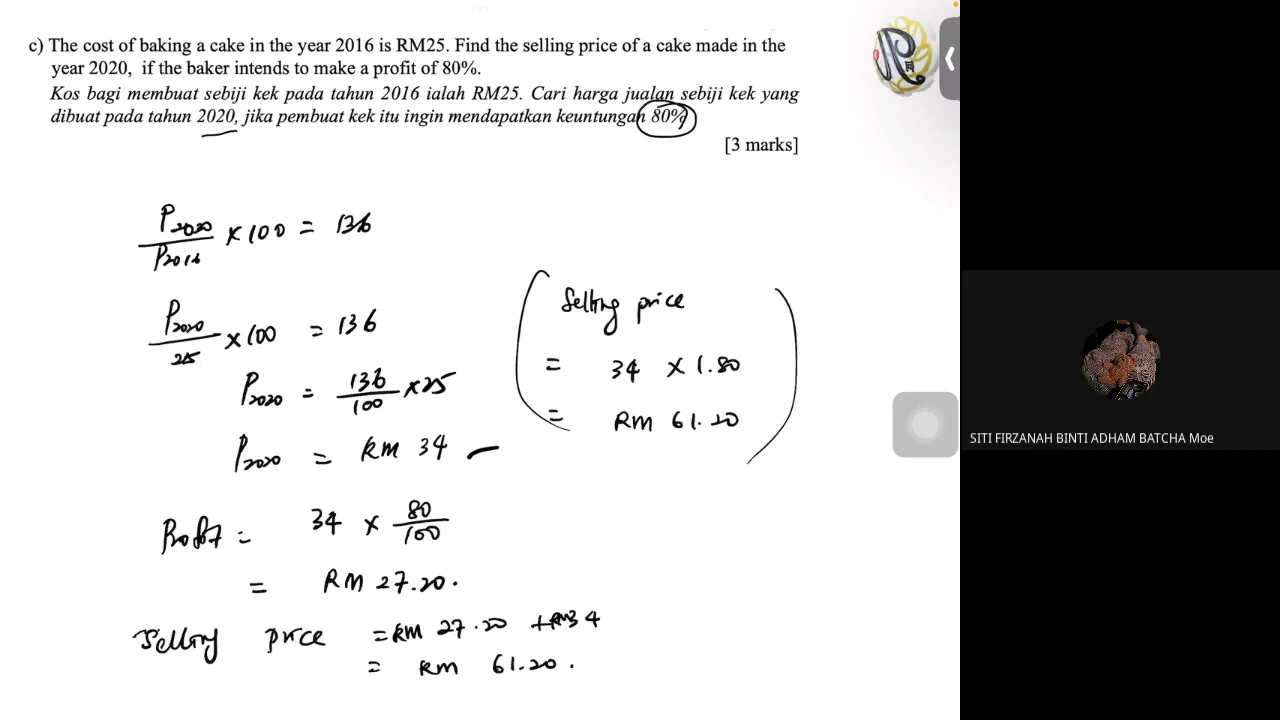 c) The cost of baking a cake in the year 2016 is RM25. Find the selling price of a cake made in the
year 2020, if the baker intends to make a profit of 80%.
Kos bagi membuat sebiji kek pada tahun 2016 ialah RM25. Cari harga jualan sebiji kek yang
dibuat pada tahun 2020, jika pembuat kek itu ingin mendapatkan keuntungan 80%
[3 marks]
P2020 / P2016 × 100 = 136
P2020 / 25 × 100 = 136
P2020 = 136 / 100 × 25
P2020 = RM 34
Profit = 34 × 80 / 100
= RM 27.20.
Selling price = RM 27.20 + RM34
= RM 61.20.
Selling price
= 34 × 1.80
= RM 61.20
SITI FIRZANAH BINTI ADHAM BATCHA Moe